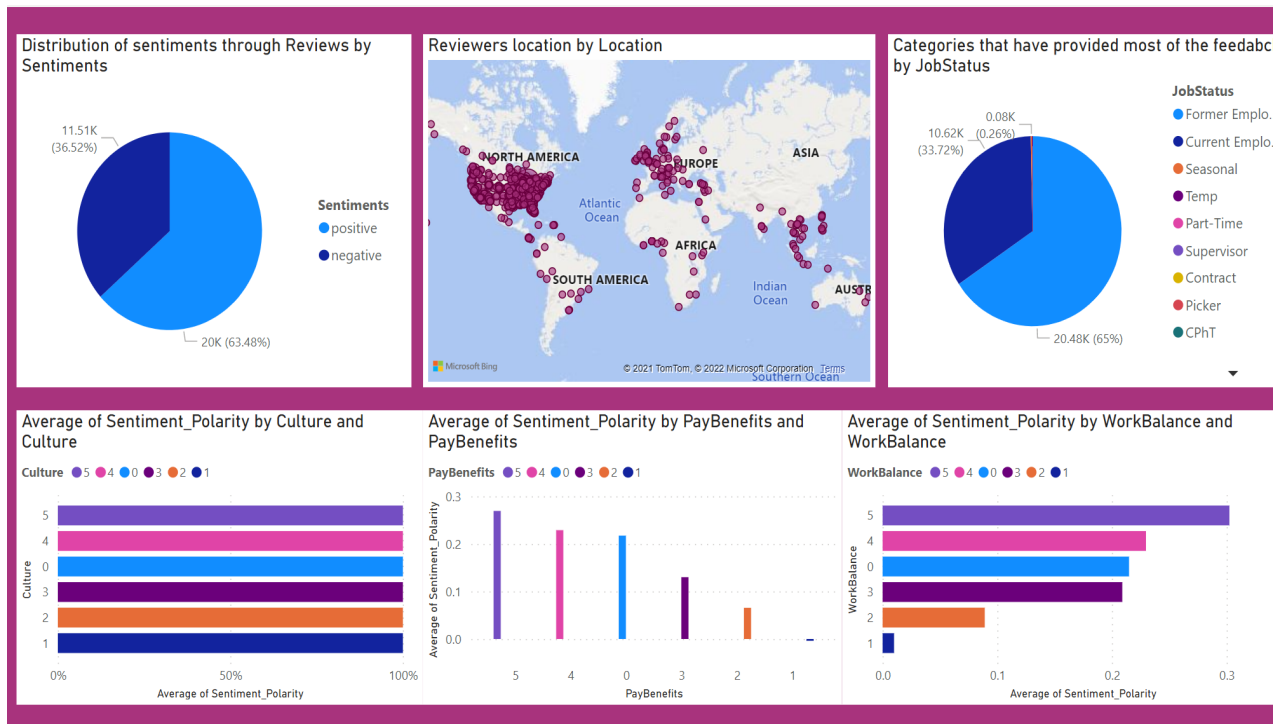 Distribution of sentiments through Reviews by
Sentiments
11.51K
(36.52%)
20K (63.48%)
Sentiments
positive
negative
Reviewers location by Location
NORTH AMERICA
EUROPE
ASIA
Atlantic
Ocean
AFRICA
SOUTH AMERICA
Indian
Ocean
AUSTR
Microsoft Bing
© 2021 TomTom, © 2022 Microsoft Corporation Terms
Southern Ocean
Categories that have provided most of the feedabc
by JobStatus
0.08K
(0.26%)
10.62K
(33.72%)
20.48K (65%)
JobStatus
Former Emplo.
Current Emplo.
Seasonal
Temp
Part-Time
Supervisor
Contract
Picker
CPhT
Average of Sentiment_Polarity by Culture and
Culture
Culture 5 4 0 3 2 1
Culture
5
4
0
3
2
1
0% 50% 100%
Average of Sentiment_Polarity
Average of Sentiment_Polarity by PayBenefits and
PayBenefits
PayBenefits 5 4 0 3 2 1
Average of Sentiment_Polarity
0.3
0.2
0.1
0.0
5 4 0 3 2 1
PayBenefits
Average of Sentiment_Polarity by WorkBalance and
WorkBalance
WorkBalance 5 4 0 3 2 1
WorkBalance
5
4
0
3
2
1
0.0 0.1 0.2 0.3
Average of Sentiment_Polarity